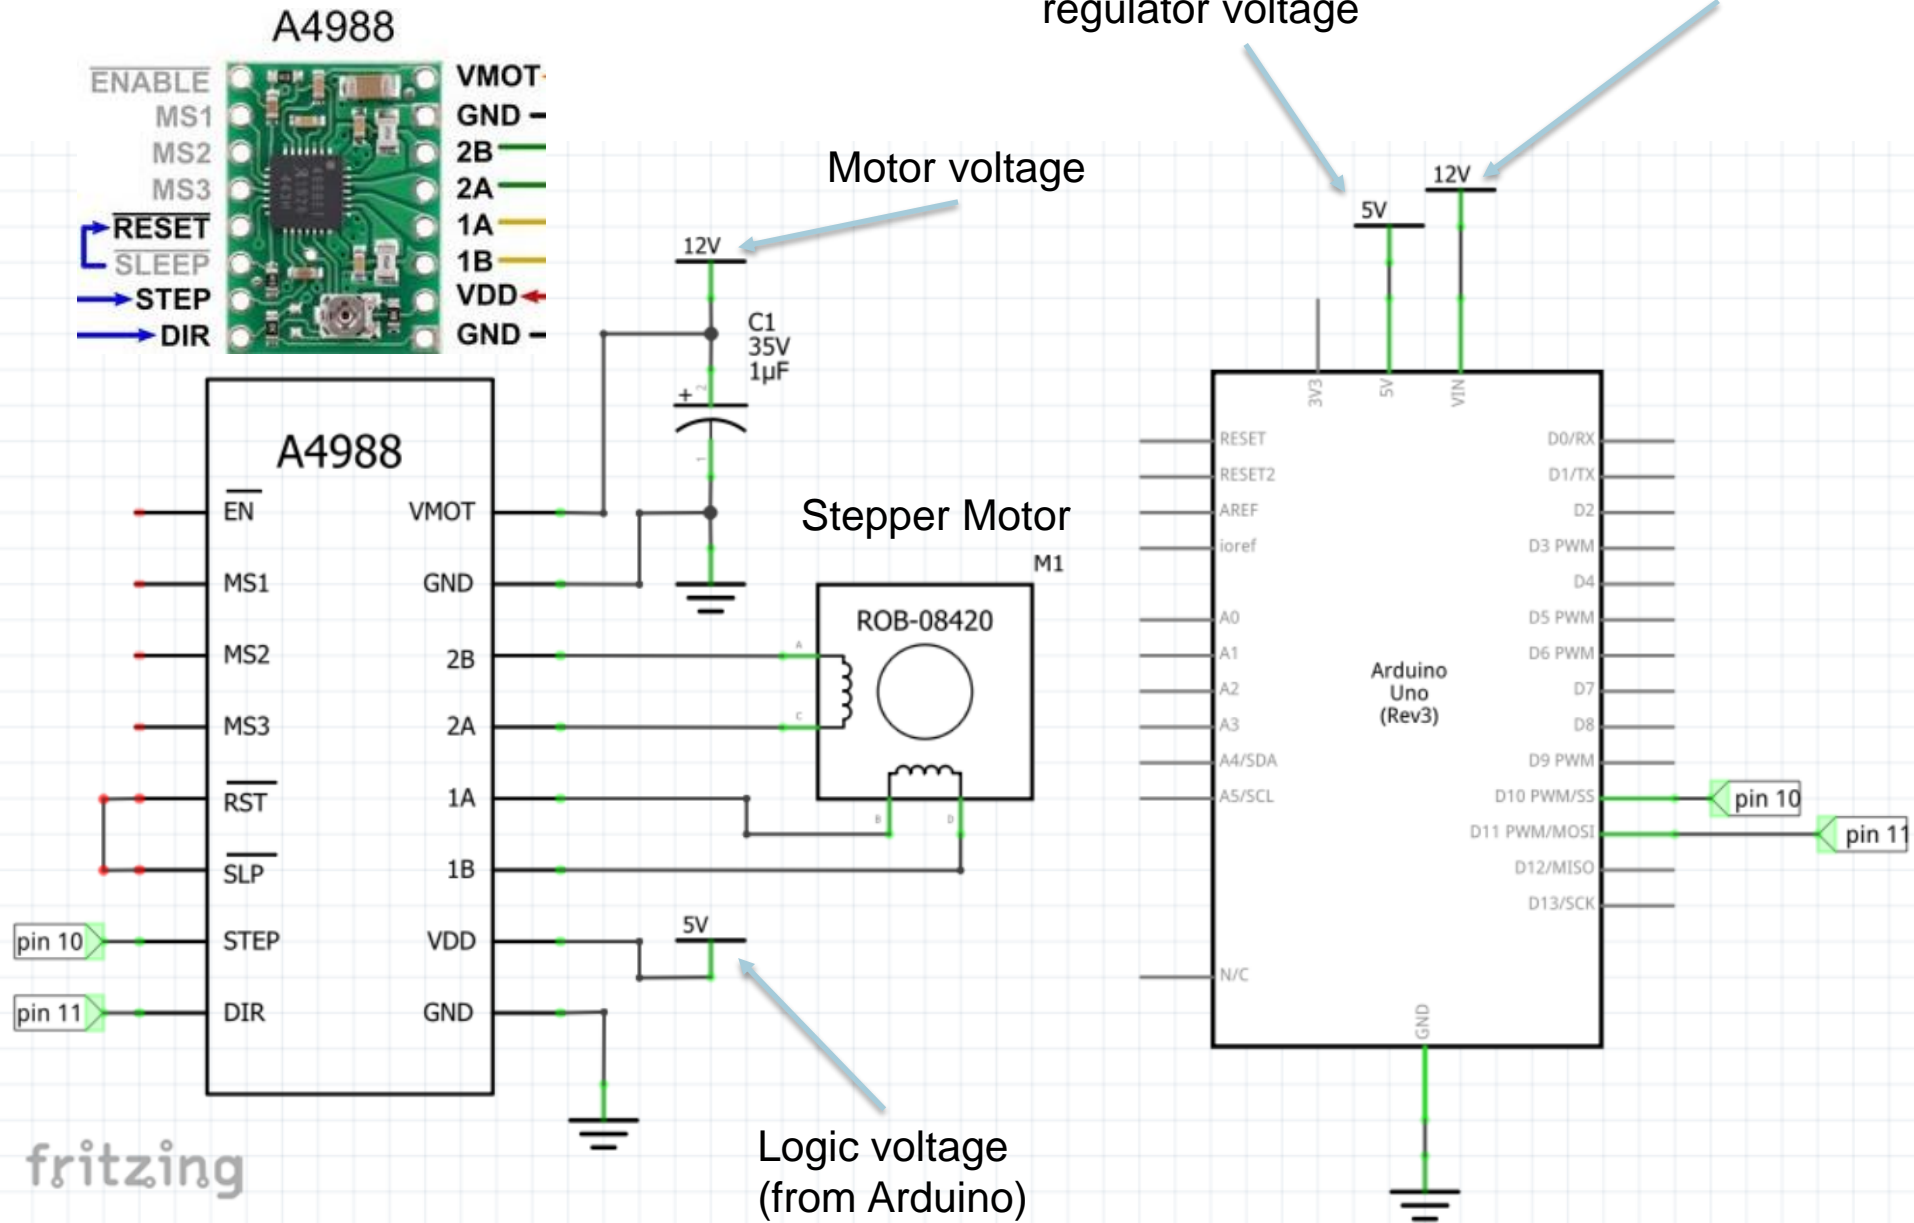 regulator voltage
A4988
ENABLE
MS1
MS2
MS3
RESET
SLEEP
STEP
DIR
VMOT
GND
2B
2A
1A
1B
VDD
GND
Motor voltage
12V
5V
12V
C1
35V
1µF
+
2
1
A4988
EN
MS1
MS2
MS3
RST
SLP
STEP
DIR
VMOT
GND
2B
2A
1A
1B
VDD
GND
pin 10
pin 11
Stepper Motor
M1
ROB-08420
A
C
B
D
5V
Logic voltage
(from Arduino)
3V3
5V
VIN
RESET
RESET2
AREF
ioref
A0
A1
A2
A3
A4/SDA
A5/SCL
N/C
Arduino
Uno
(Rev3)
D0/RX
D1/TX
D2
D3 PWM
D4
D5 PWM
D6 PWM
D7
D8
D9 PWM
D10 PWM/SS
D11 PWM/MOSI
D12/MISO
D13/SCK
GND
pin 10
pin 11
fritzing